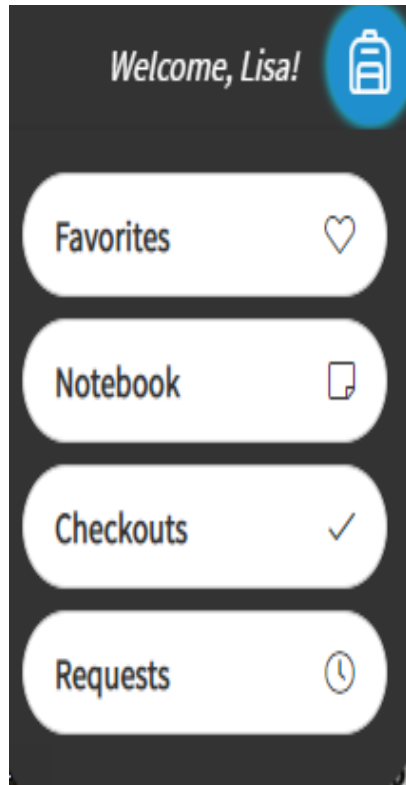 Welcome, Lisa!
Favorites
Notebook
Checkouts
Requests